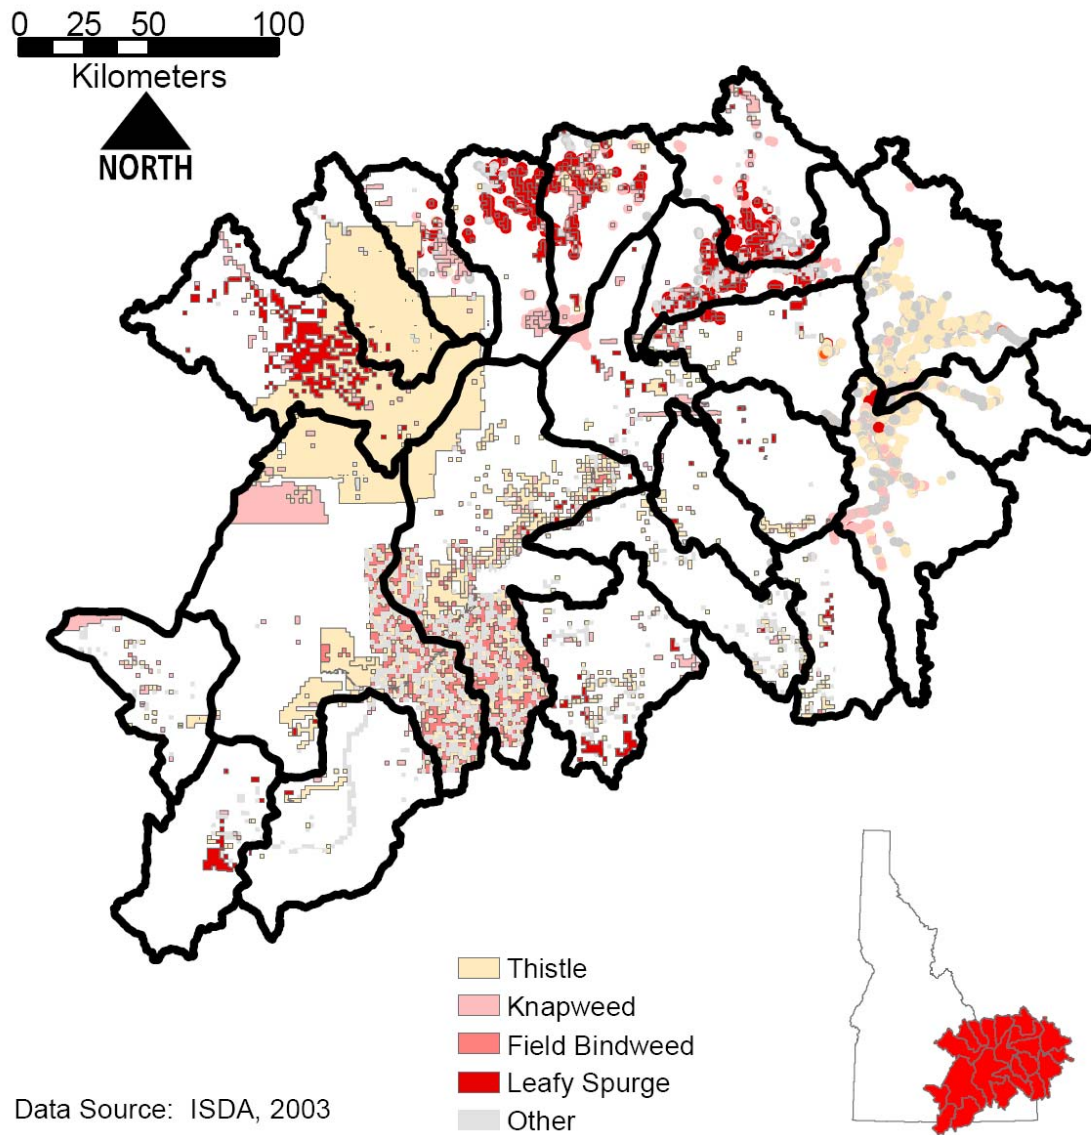 0 25 50 100
Kilometers
NORTH
Thistle
Knapweed
Field Bindweed
Leafy Spurge
Other
Data Source: ISDA, 2003